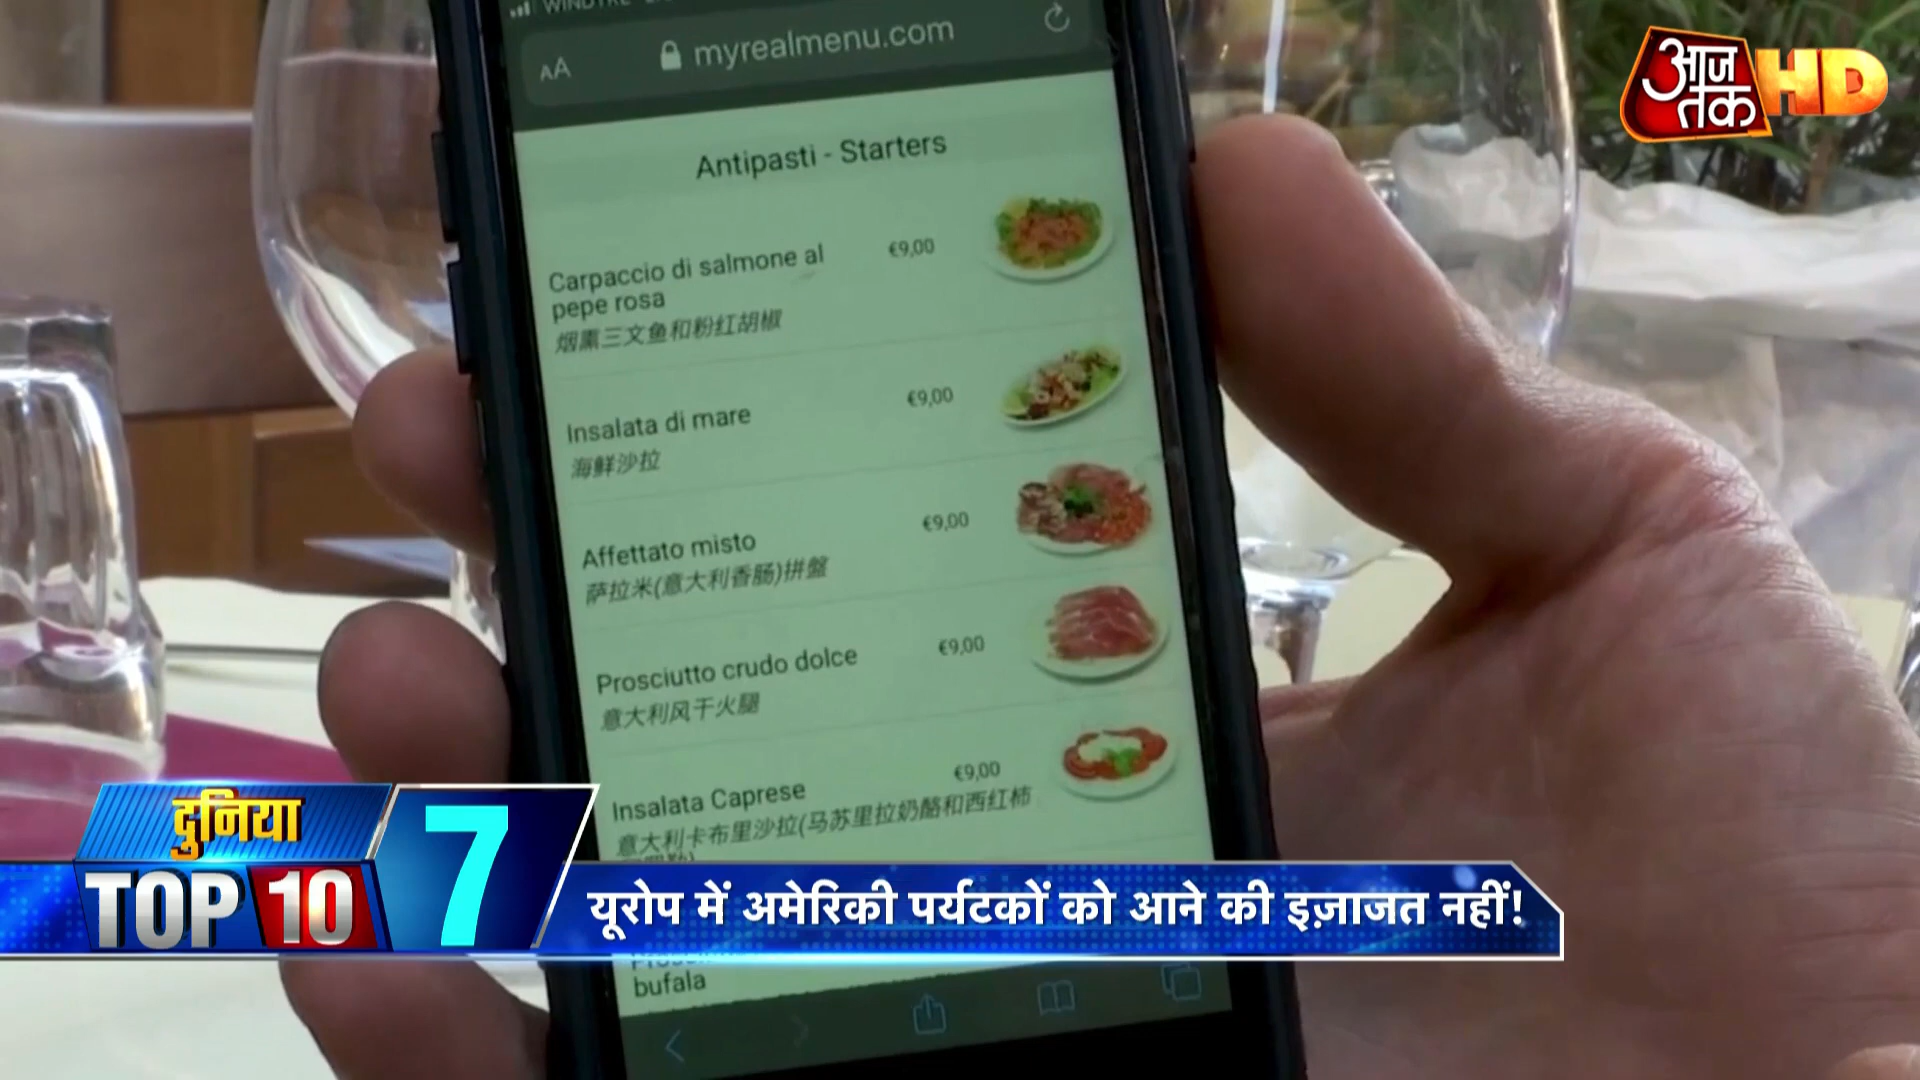 myrealmenu.com
AA
आज तक HD
Antipasti - Starters
Carpaccio di salmone al
pepe rosa
€9,00
烟熏三文鱼和粉红胡椒
Insalata di mare
€9,00
海鲜沙拉
Affettato misto
€9,00
萨拉米(意大利香肠)拼盤
Prosciutto crudo dolce
€9,00
意大利风干火腿
Insalata Caprese
€9,00
意大利卡布里沙拉(马苏里拉奶酪和西红柿
bufala
दुनिया
TOP 10
7
यूरोप में अमेरिकी पर्यटकों को आने की इज़ाजत नहीं!